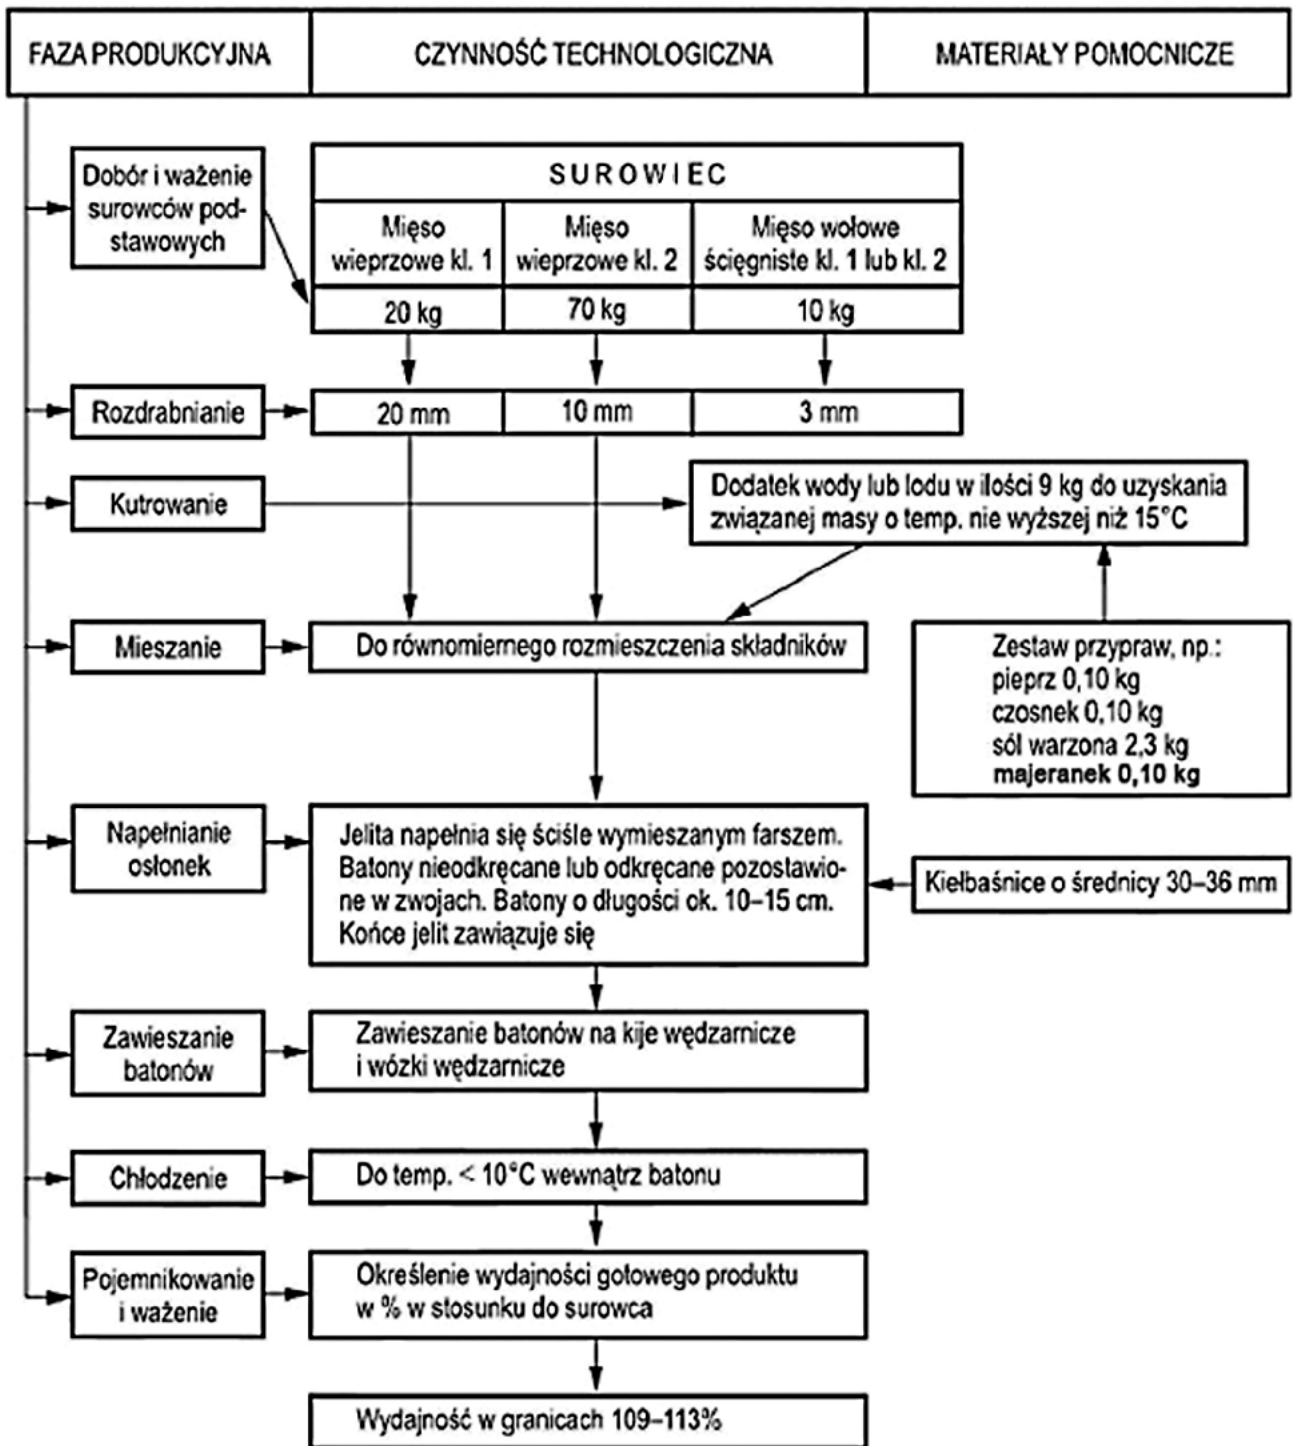 FAZA PRODUKCYJNA
CZYNNOŚĆ TECHNOLOGICZNA
MATERIAŁY POMOCNICZE
Dobór i ważenie
surowców pod-
stawowych
SUROWIEC
Mięso
wieprzowe kl. 1
Mięso
wieprzowe kl. 2
Mięso wołowe
ścięgniste kl. 1 lub kl. 2
20 kg
70 kg
10 kg
Rozdrabnianie
20 mm
10 mm
3 mm
Kutrowanie
Dodatek wody lub lodu w ilości 9 kg do uzyskania
związanej masy o temp. nie wyższej niż 15°C
Mieszanie
Do równomiernego rozmieszczenia składników
Zestaw przypraw, np.:
pieprz 0,10 kg
czosnek 0,10 kg
sól warzona 2,3 kg
majeranek 0,10 kg
Napełnianie
osłonek
Jelita napełnia się ściśle wymieszanym farszem.
Batony nieodkręcane lub odkręcane pozostawio-
ne w zwojach. Batony o długości ok. 10–15 cm.
Końce jelit zawiązuje się
Kiełbaśnice o średnicy 30–36 mm
Zawieszanie
batonów
Zawieszanie batonów na kije wędzarnicze
i wózki wędzarnicze
Chłodzenie
Do temp. < 10°C wewnątrz batonu
Pojemnikowanie
i ważenie
Określenie wydajności gotowego produktu
w % w stosunku do surowca
Wydajność w granicach 109–113%